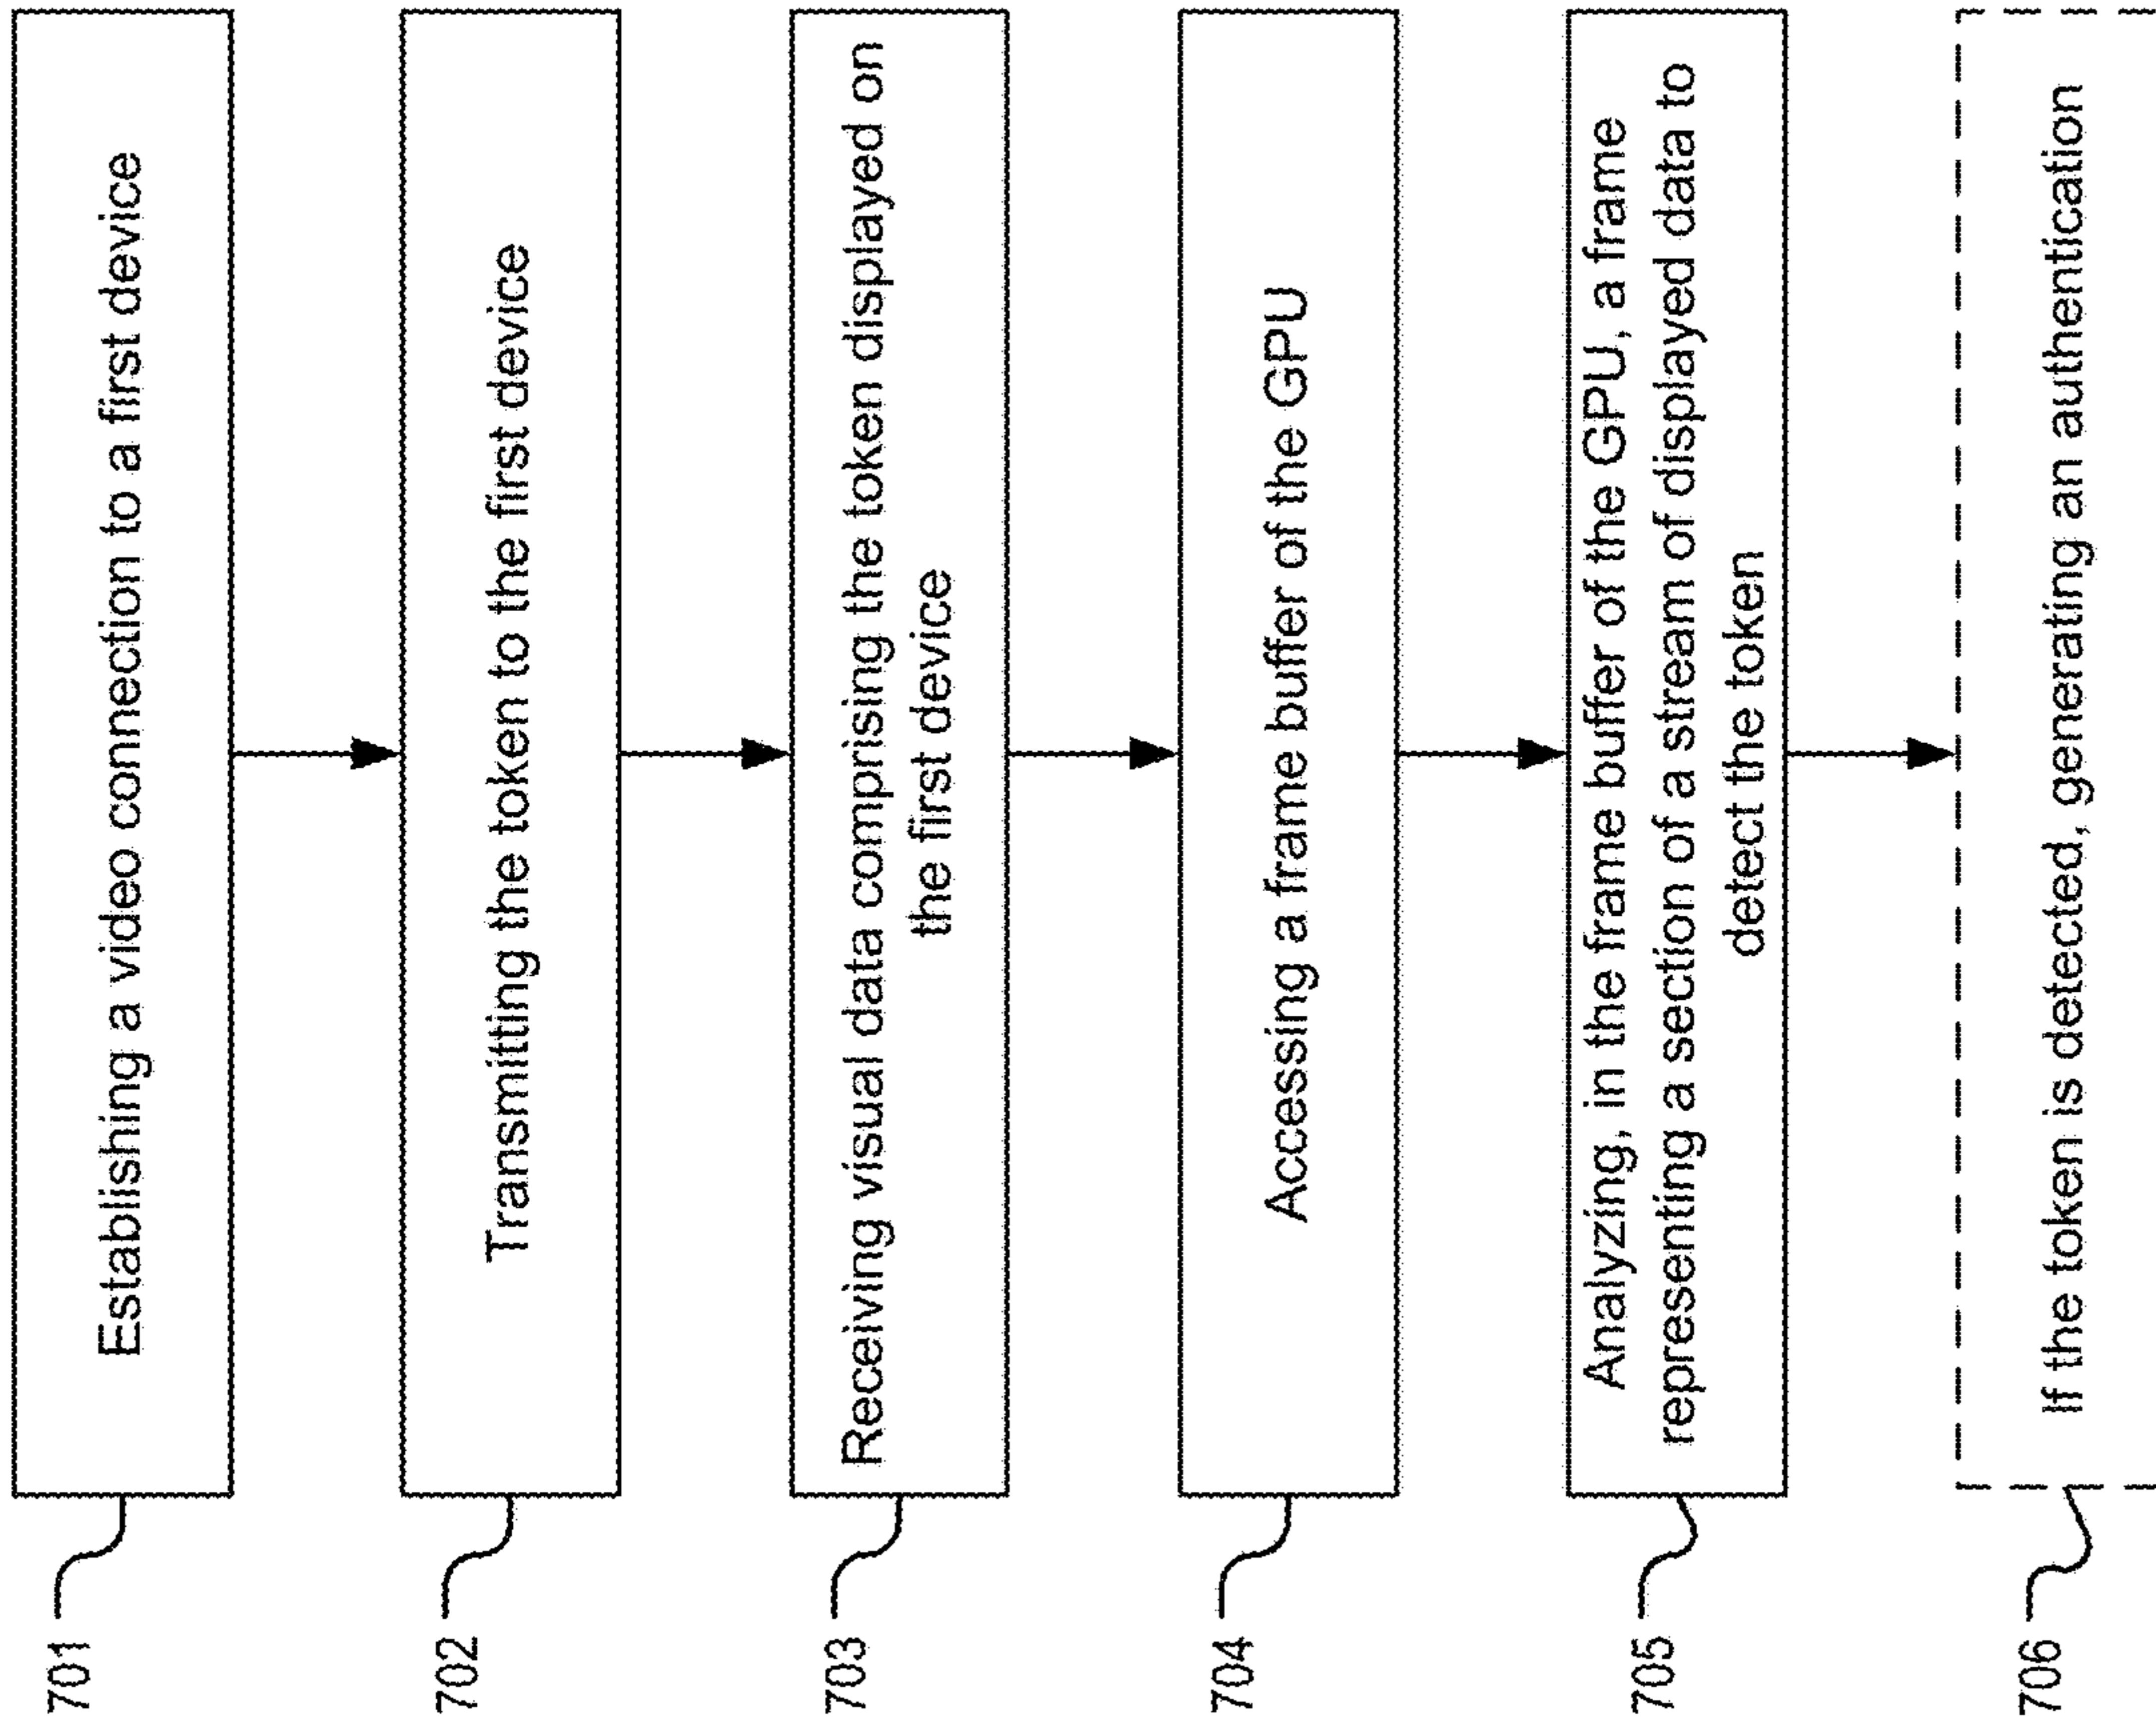 701
Establishing a video connection to a first device
702
Transmitting the token to the first device
703
Receiving visual data comprising the token displayed on
the first device
704
Accessing a frame buffer of the GPU
705
Analyzing, in the frame buffer of the GPU, a frame
representing a section of a stream of displayed data to
detect the token
706
If the token is detected, generating an authentication